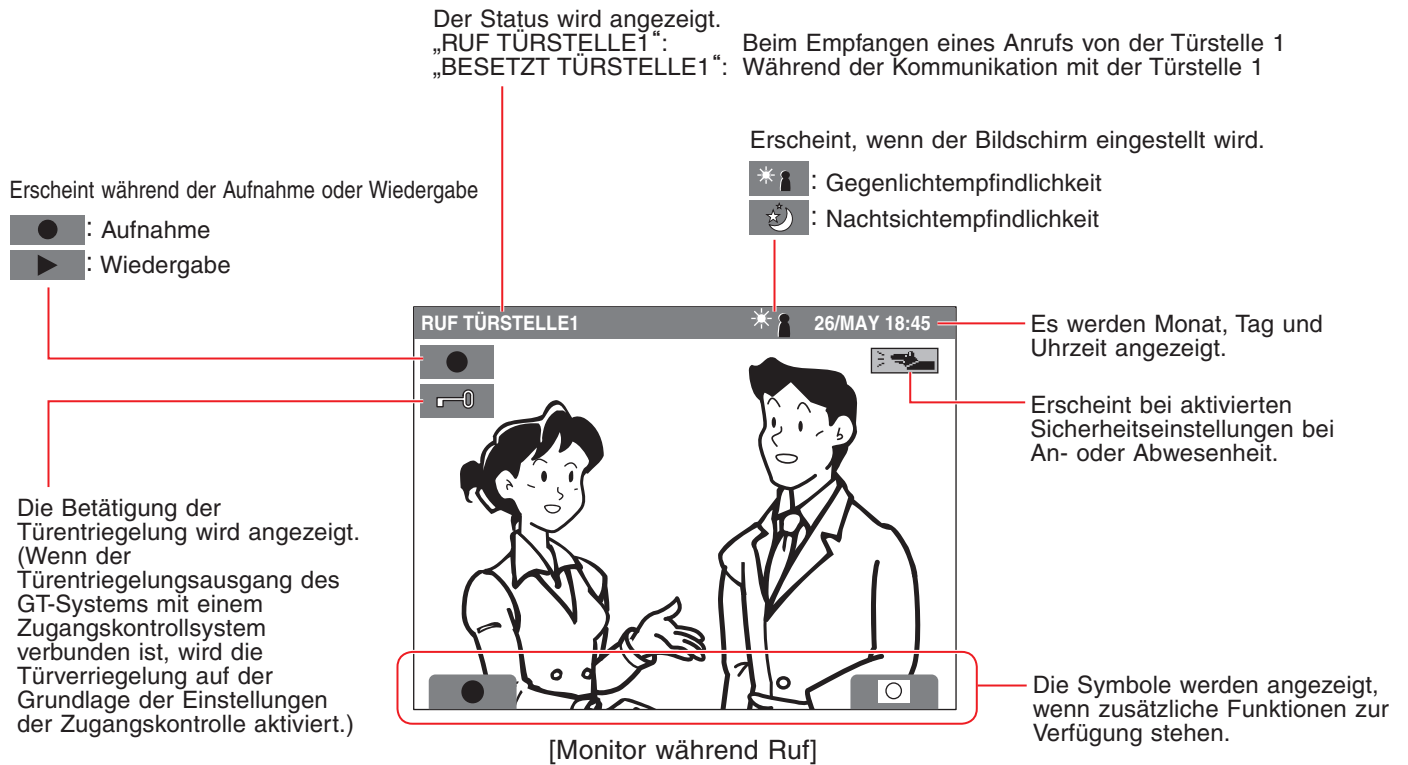 Der Status wird angezeigt.
„RUF TÜRSTELLE1“: Beim Empfangen eines Anrufs von der Türstelle 1
„BESETZT TÜRSTELLE1“: Während der Kommunikation mit der Türstelle 1
Erscheint, wenn der Bildschirm eingestellt wird.
: Gegenlichtempfindlichkeit
: Nachtsichtempfindlichkeit
Erscheint während der Aufnahme oder Wiedergabe
: Aufnahme
: Wiedergabe
RUF TÜRSTELLE1 26/MAY 18:45
Es werden Monat, Tag und
Uhrzeit angezeigt.
Erscheint bei aktivierten
Sicherheitseinstellungen bei
An- oder Abwesenheit.
Die Betätigung der
Türentriegelung wird angezeigt.
(Wenn der
Türentriegelungsausgang des
GT-Systems mit einem
Zugangskontrollsystem
verbunden ist, wird die
Türverriegelung auf der
Grundlage der Einstellungen
der Zugangskontrolle aktiviert.)
Die Symbole werden angezeigt,
wenn zusätzliche Funktionen zur
Verfügung stehen.
[Monitor während Ruf]